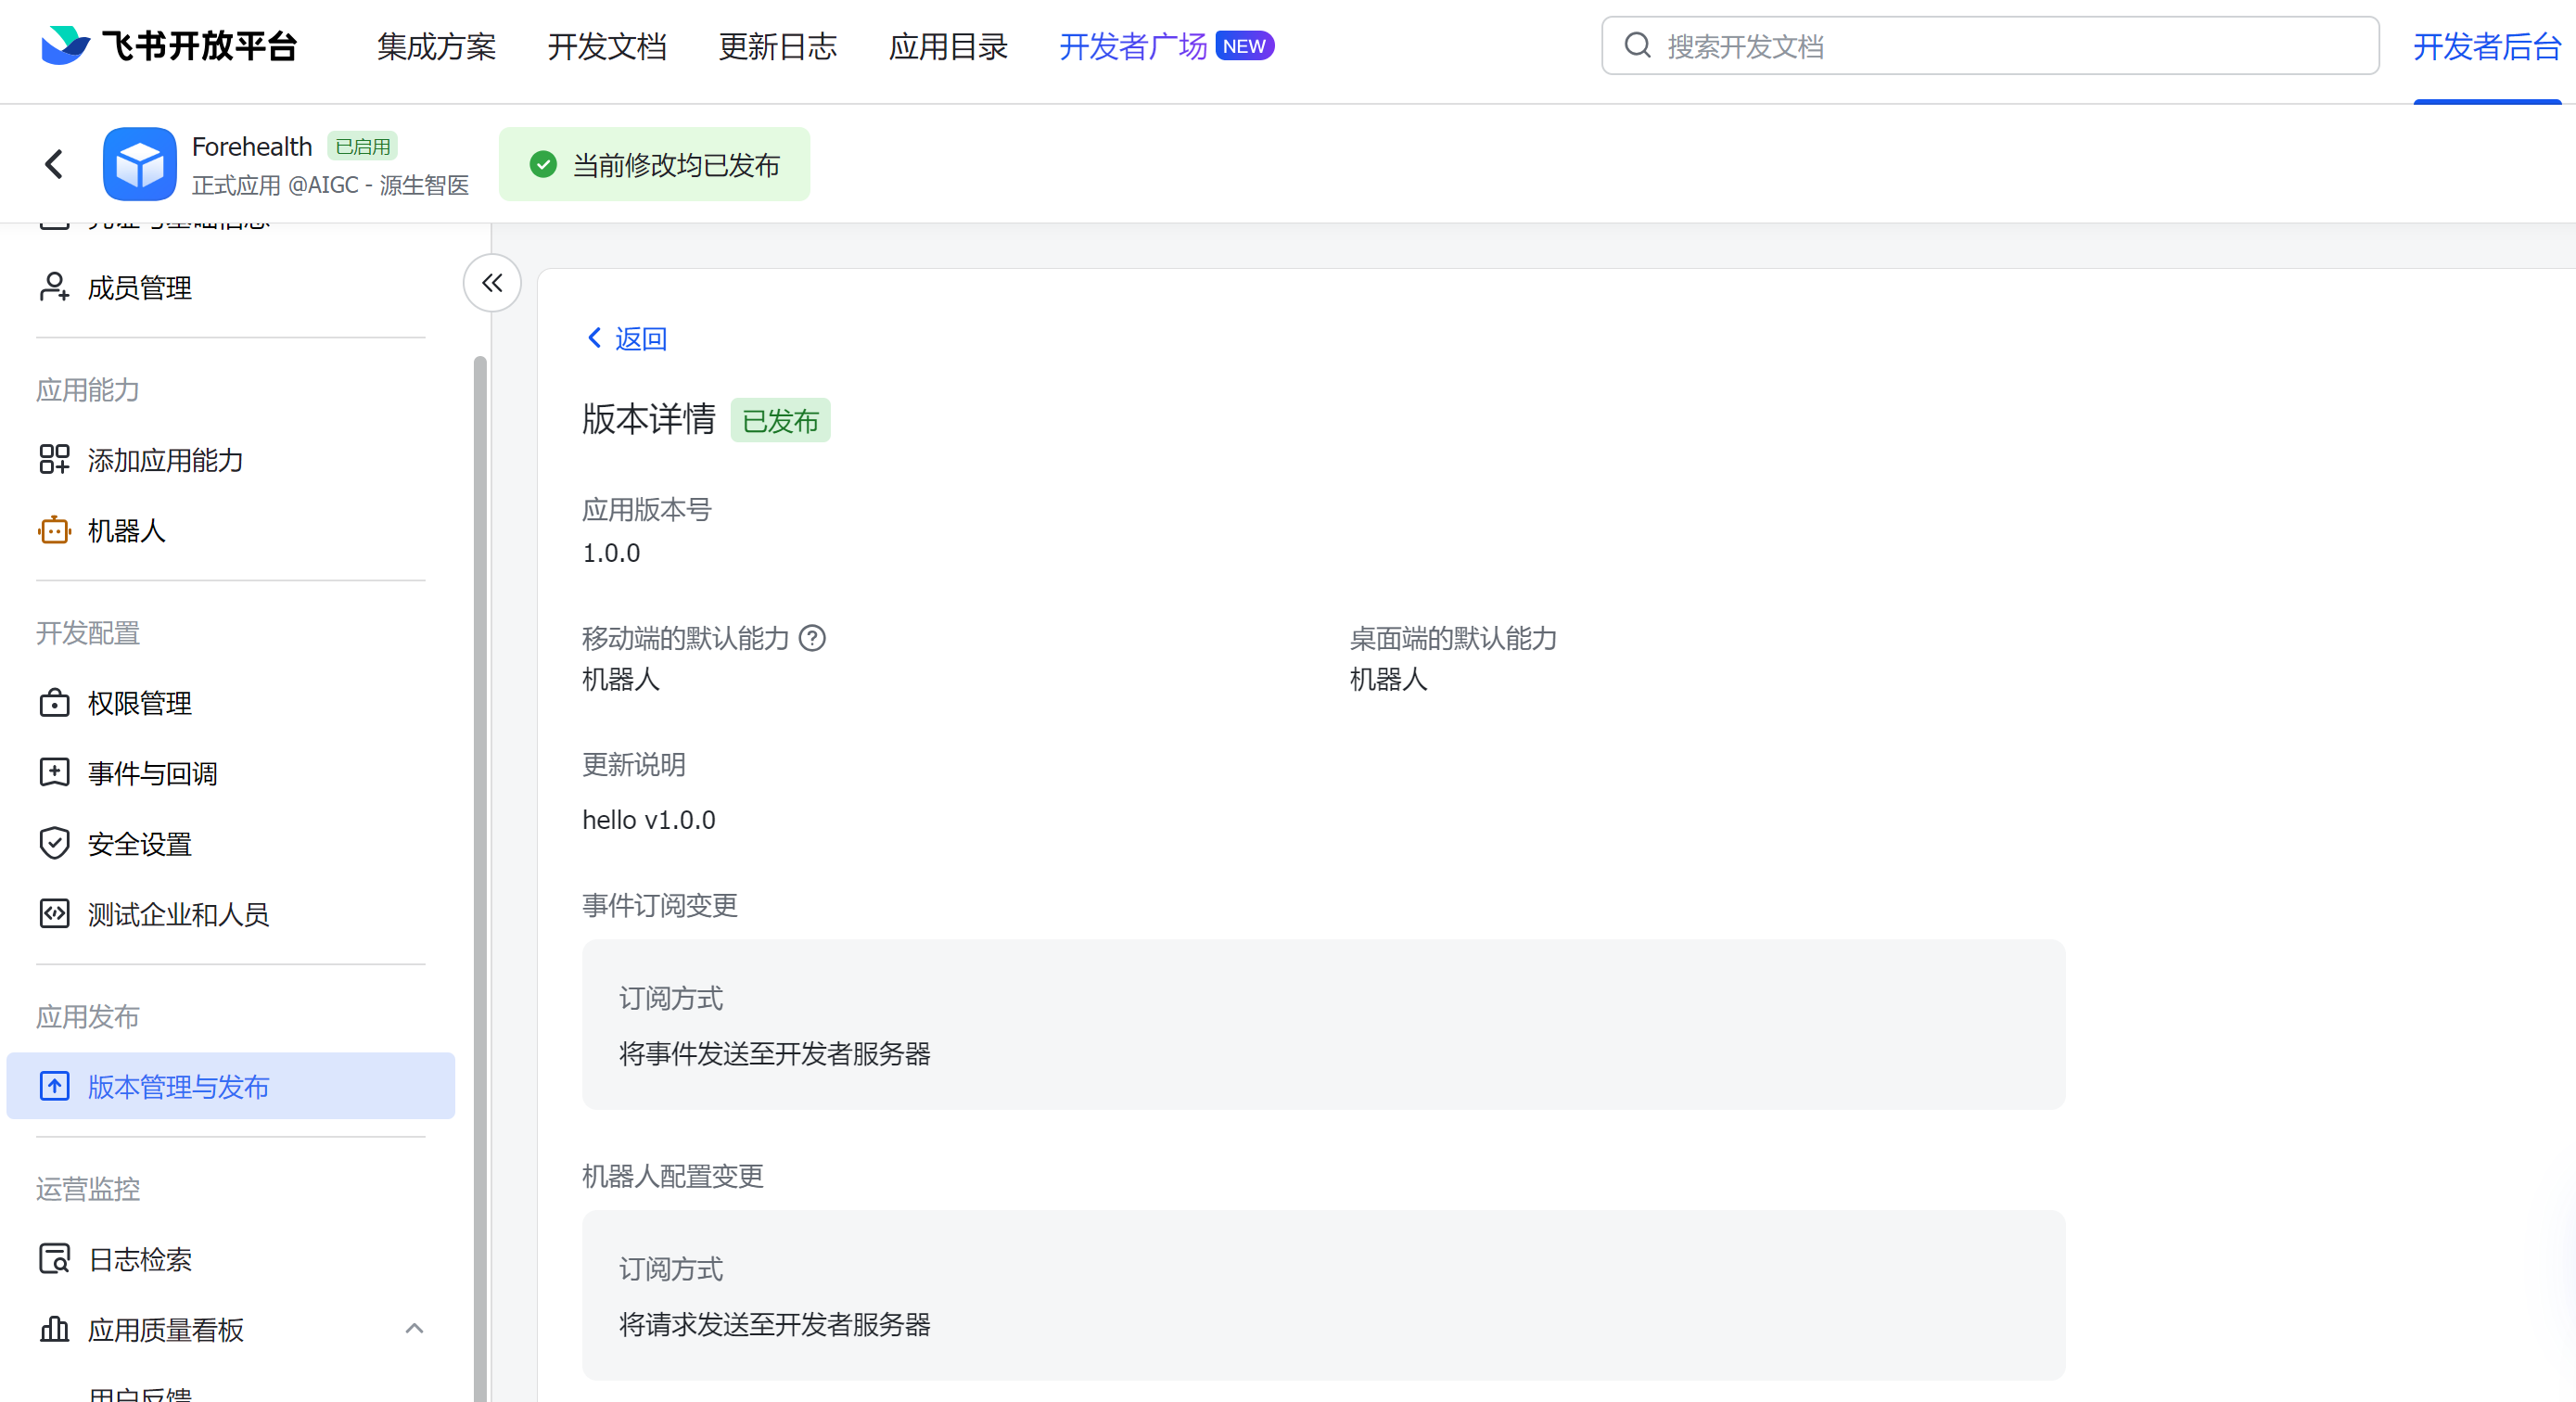 飞书开放平台
集成方案
开发文档
更新日志
应用目录
开发者广场 NEW
搜索开发文档
开发者后台
Forehealth 已启用
正式应用 @AIGC - 源生智医
当前修改均已发布
凭证与基础信息
成员管理
应用能力
添加应用能力
机器人
开发配置
权限管理
事件与回调
安全设置
测试企业和人员
应用发布
版本管理与发布
运营监控
日志检索
应用质量看板
用户反馈
返回
版本详情 已发布
应用版本号
1.0.0
移动端的默认能力
机器人
桌面端的默认能力
机器人
更新说明
hello v1.0.0
事件订阅变更
订阅方式
将事件发送至开发者服务器
机器人配置变更
订阅方式
将请求发送至开发者服务器